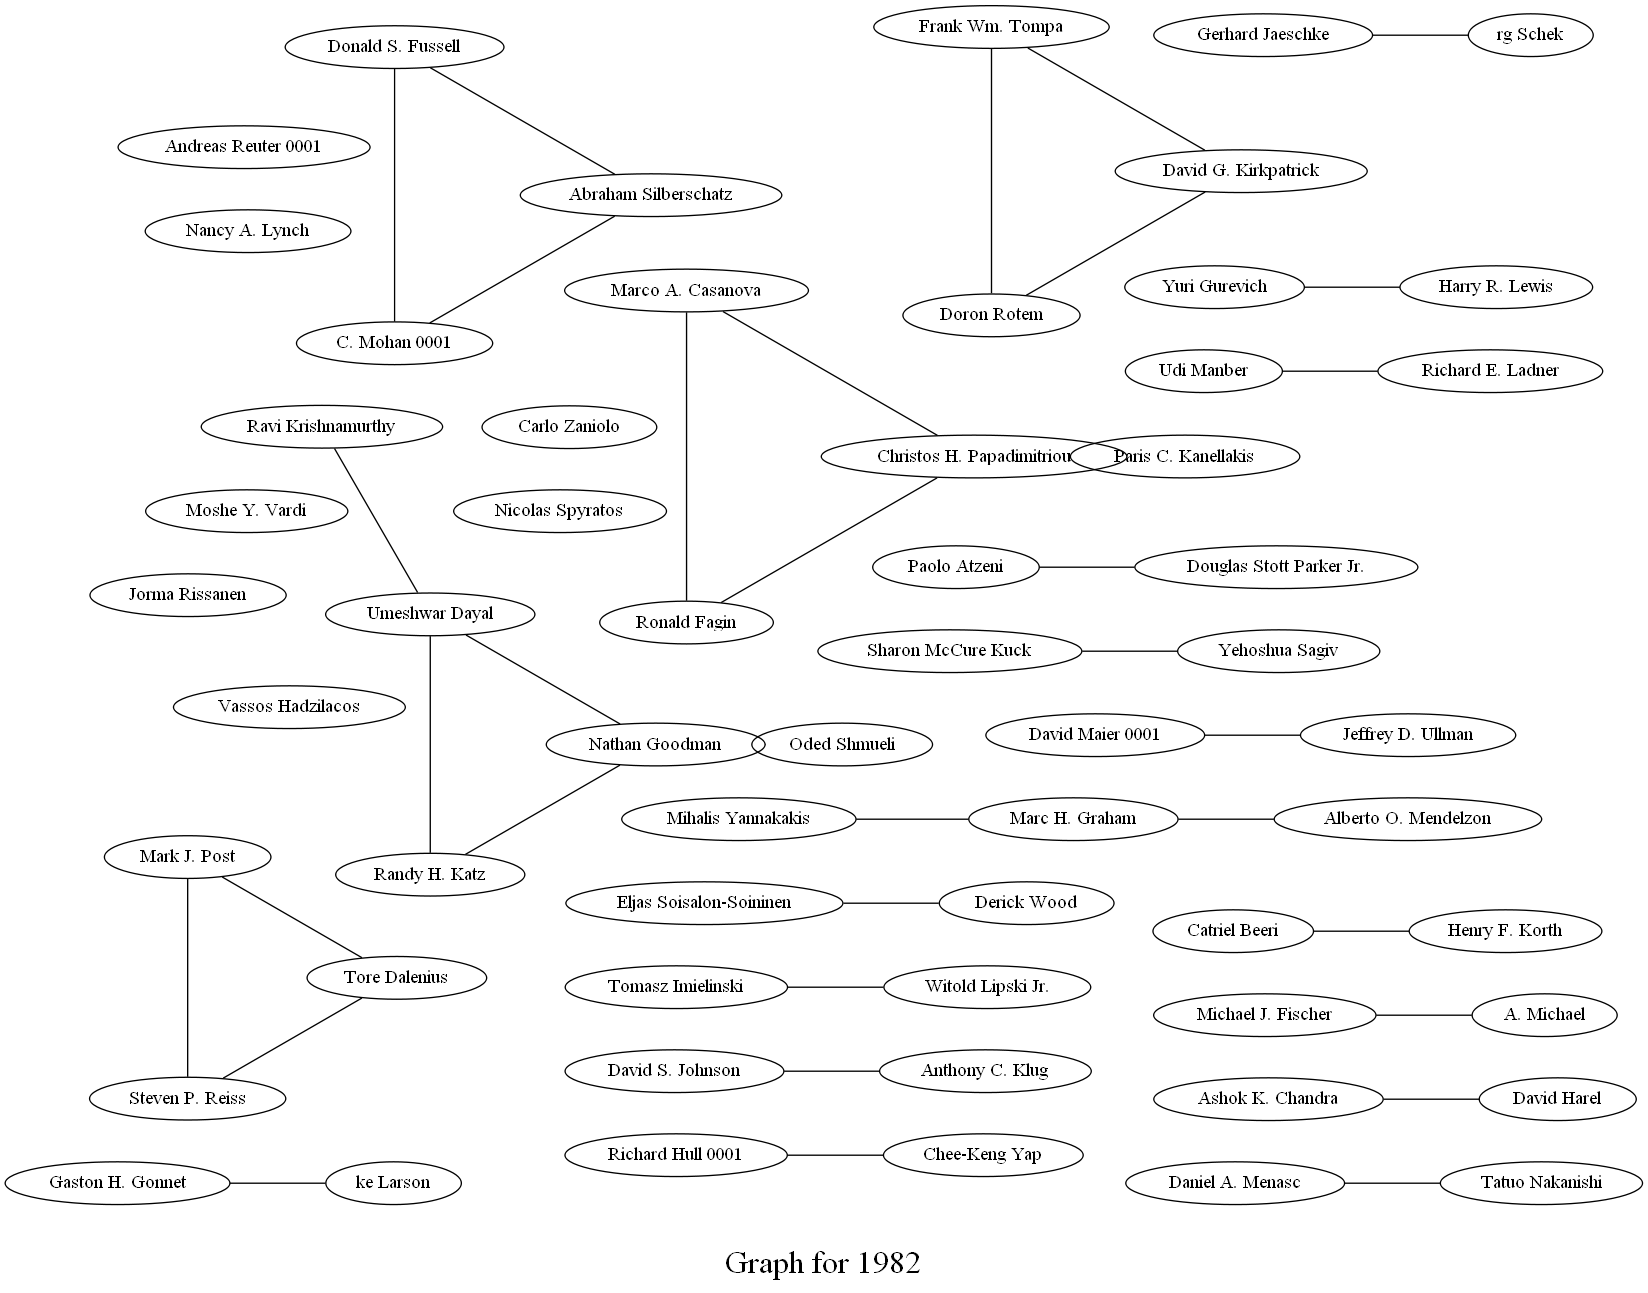 Frank Wm. Tompa
Gerhard Jaeschke
rg Schek
Donald S. Fussell
Andreas Reuter 0001
David G. Kirkpatrick
Abraham Silberschatz
Nancy A. Lynch
Marco A. Casanova
Yuri Gurevich
Harry R. Lewis
Doron Rotem
C. Mohan 0001
Udi Manber
Richard E. Ladner
Ravi Krishnamurthy
Carlo Zaniolo
Christos H. Papadimitriou
Paris C. Kanellakis
Moshe Y. Vardi
Nicolas Spyratos
Paolo Atzeni
Douglas Stott Parker Jr.
Jorma Rissanen
Umeshwar Dayal
Ronald Fagin
Sharon McCure Kuck
Yehoshua Sagiv
Vassos Hadzilacos
David Maier 0001
Jeffrey D. Ullman
Nathan Goodman
Oded Shmueli
Mihalis Yannakakis
Marc H. Graham
Alberto O. Mendelzon
Mark J. Post
Randy H. Katz
Eljas Soisalon-Soininen
Derick Wood
Catriel Beeri
Henry F. Korth
Tore Dalenius
Tomasz Imielinski
Witold Lipski Jr.
Michael J. Fischer
A. Michael
David S. Johnson
Anthony C. Klug
Steven P. Reiss
Ashok K. Chandra
David Harel
Richard Hull 0001
Chee-Keng Yap
Gaston H. Gonnet
ke Larson
Daniel A. Menasc
Tatuo Nakanishi
Graph for 1982